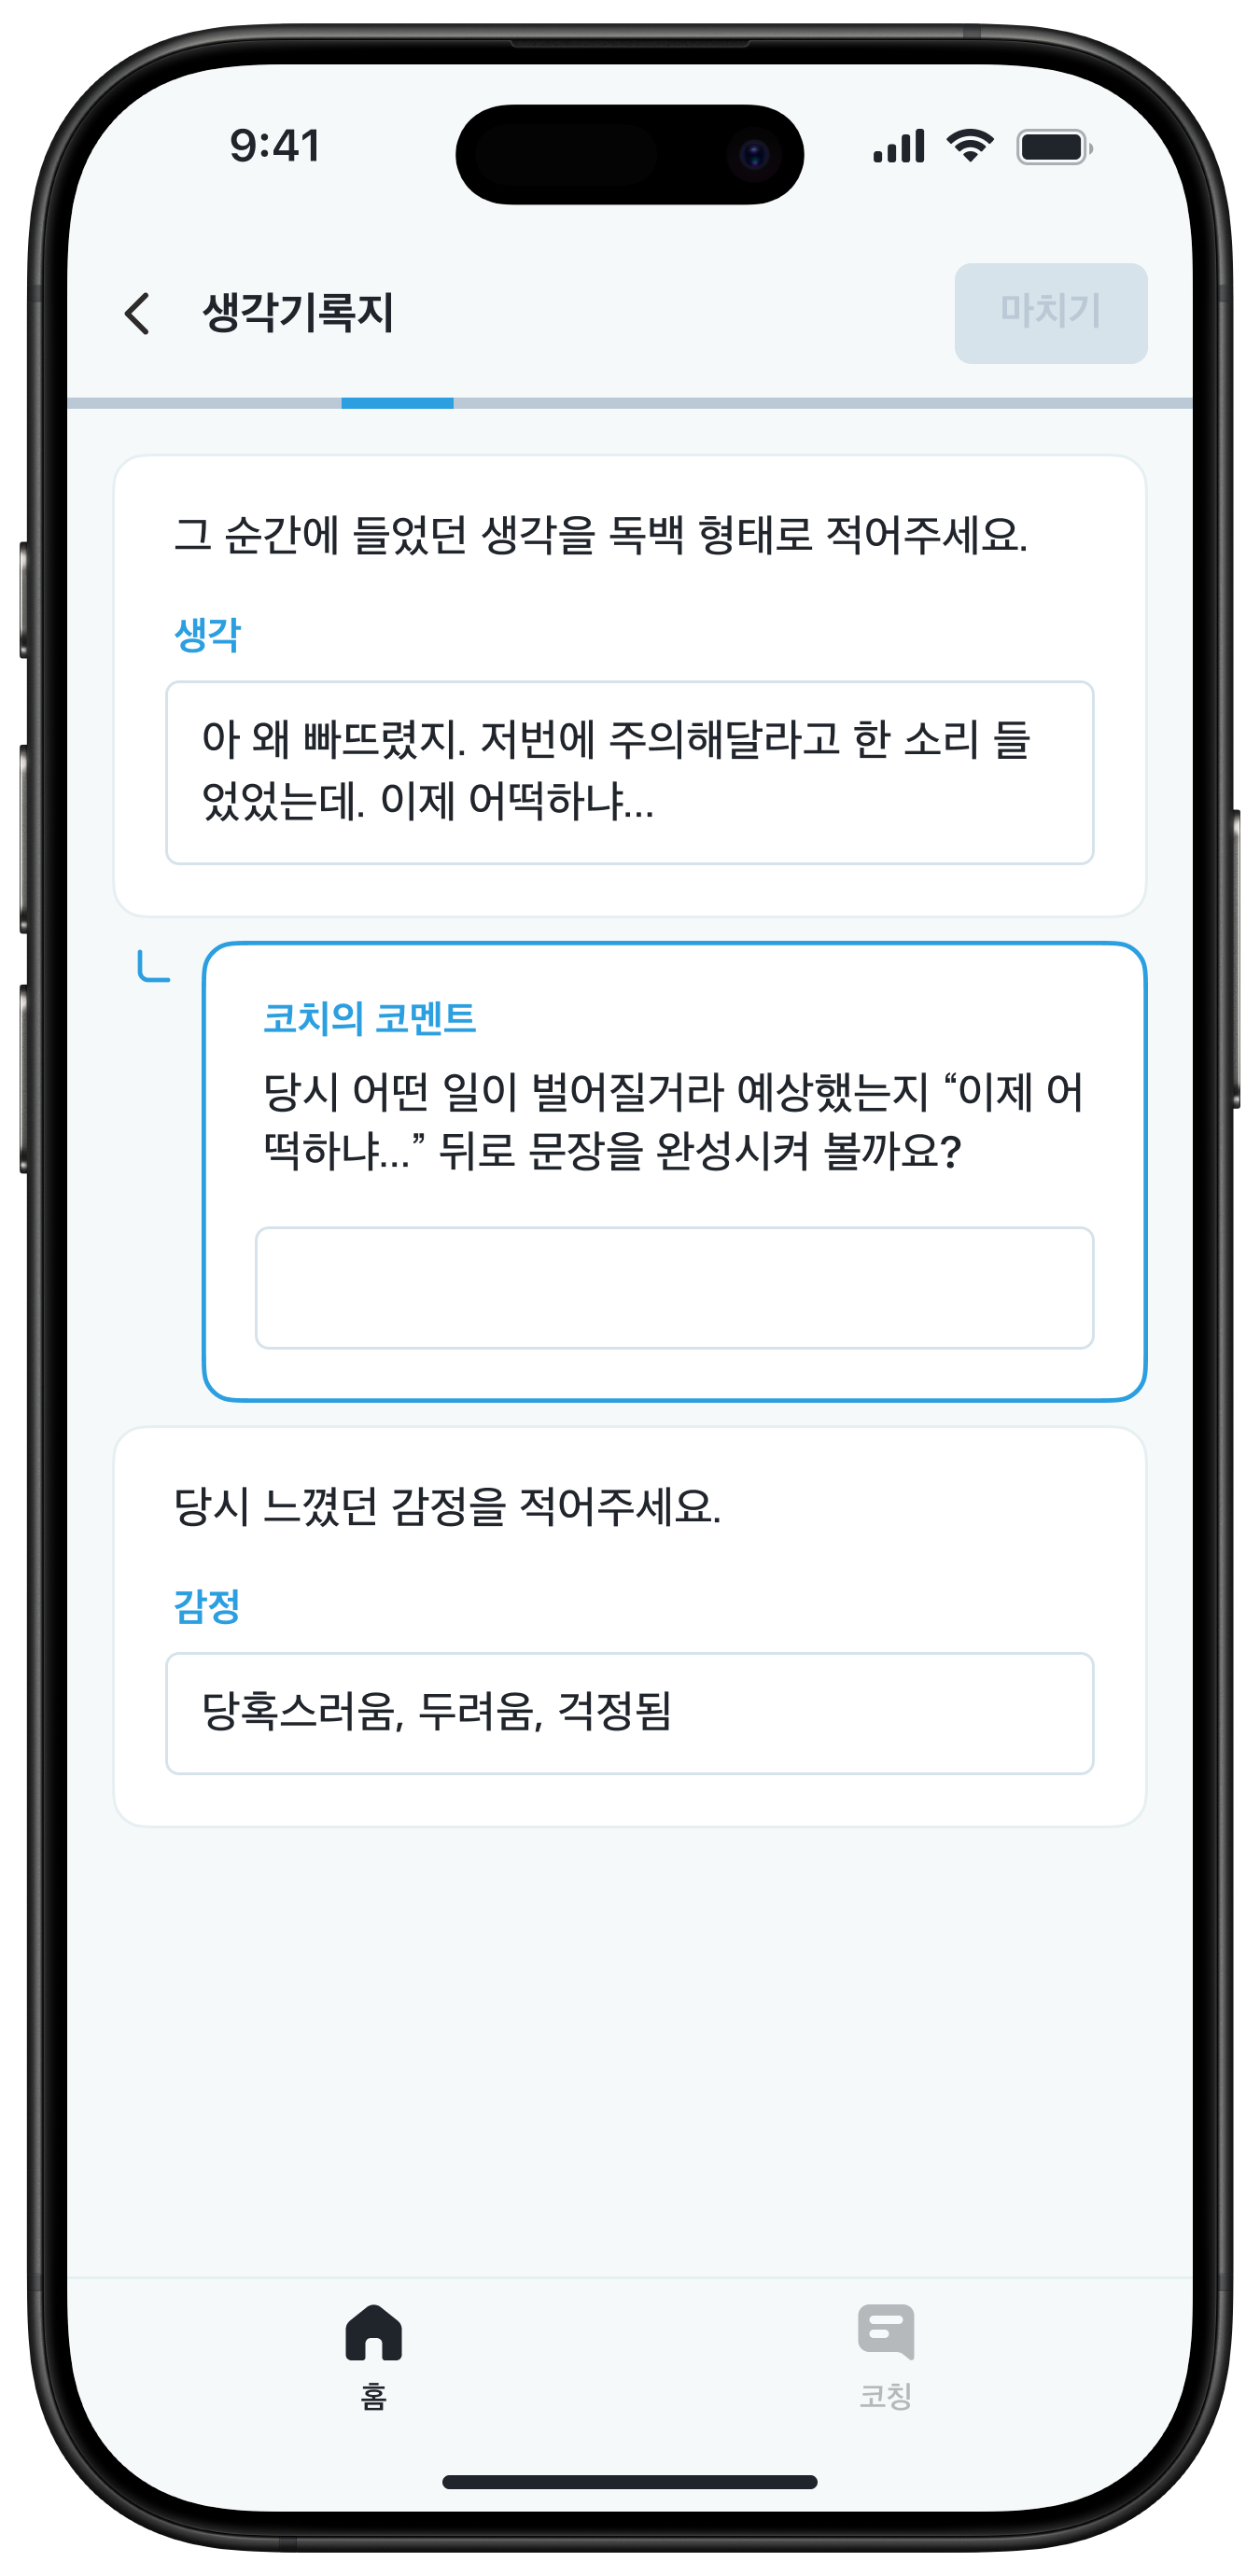 9:41
생각기록지
마치기
그 순간에 들었던 생각을 독백 형태로 적어주세요.
생각
아 왜 빠뜨렸지. 저번에 주의해달라고 한 소리 들
었었는데. 이제 어떡하냐...
코치의 코멘트
당시 어떤 일이 벌어질거라 예상했는지 “이제 어
떡하냐...” 뒤로 문장을 완성시켜 볼까요?
당시 느꼈던 감정을 적어주세요.
감정
당혹스러움, 두려움, 걱정됨
홈
코칭